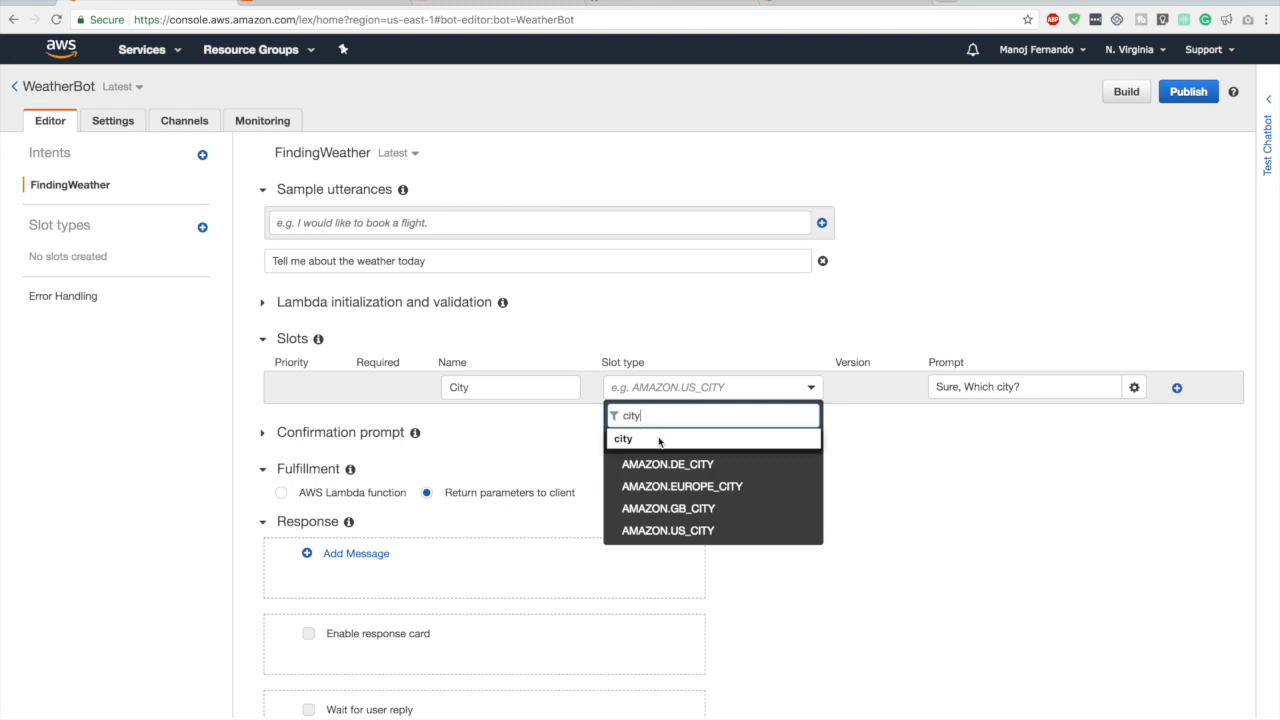 Secure https://console.aws.amazon.com/lex/home?region=us-east-1#bot-editor:bot=WeatherBot
ABP
aws Services Resource Groups Manoj Fernando N. Virginia Support
WeatherBot Latest Build Publish ?
Editor Settings Channels Monitoring
Test Chatbot
Intents
FindingWeather
Slot types
No slots created
Error Handling
FindingWeather Latest
Sample utterances
e.g. I would like to book a flight.
Tell me about the weather today
Lambda initialization and validation
Slots
Priority Required Name Slot type Version Prompt
City e.g. AMAZON.US_CITY Sure, Which city?
city
city
AMAZON.DE_CITY
AMAZON.EUROPE_CITY
AMAZON.GB_CITY
AMAZON.US_CITY
Confirmation prompt
Fulfillment
AWS Lambda function Return parameters to client
Response
Add Message
Enable response card
Wait for user reply